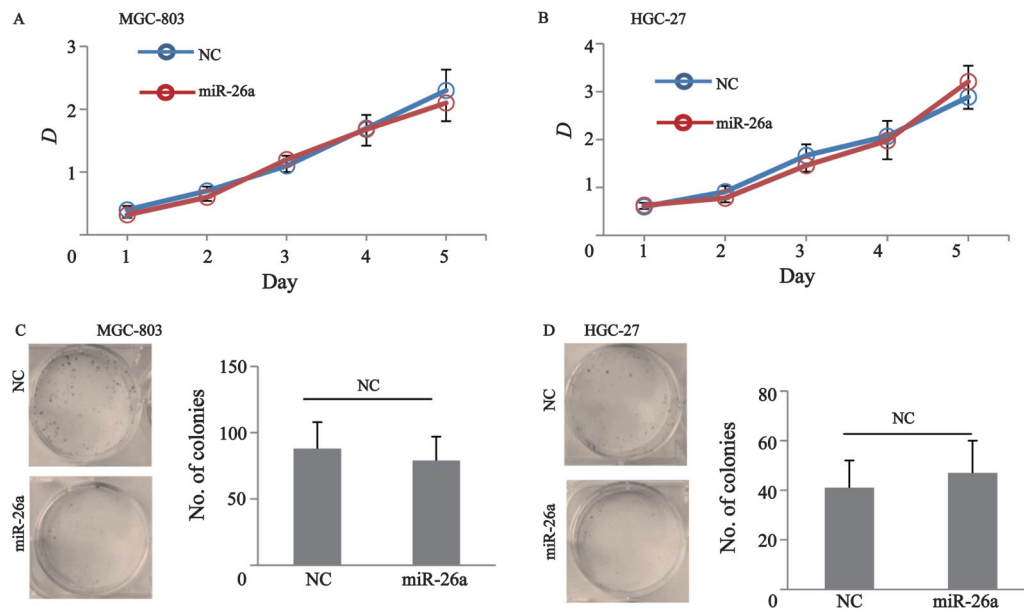 A MGC-803
NC
miR-26a
3
2
1
0
D
1 2 3 4 5
Day
B HGC-27
NC
miR-26a
4
3
2
1
0
D
1 2 3 4 5
Day
C MGC-803
NC
miR-26a
150
100
50
0
No. of colonies
NC
NC miR-26a
D HGC-27
NC
miR-26a
80
60
40
20
0
No. of colonies
NC
NC miR-26a